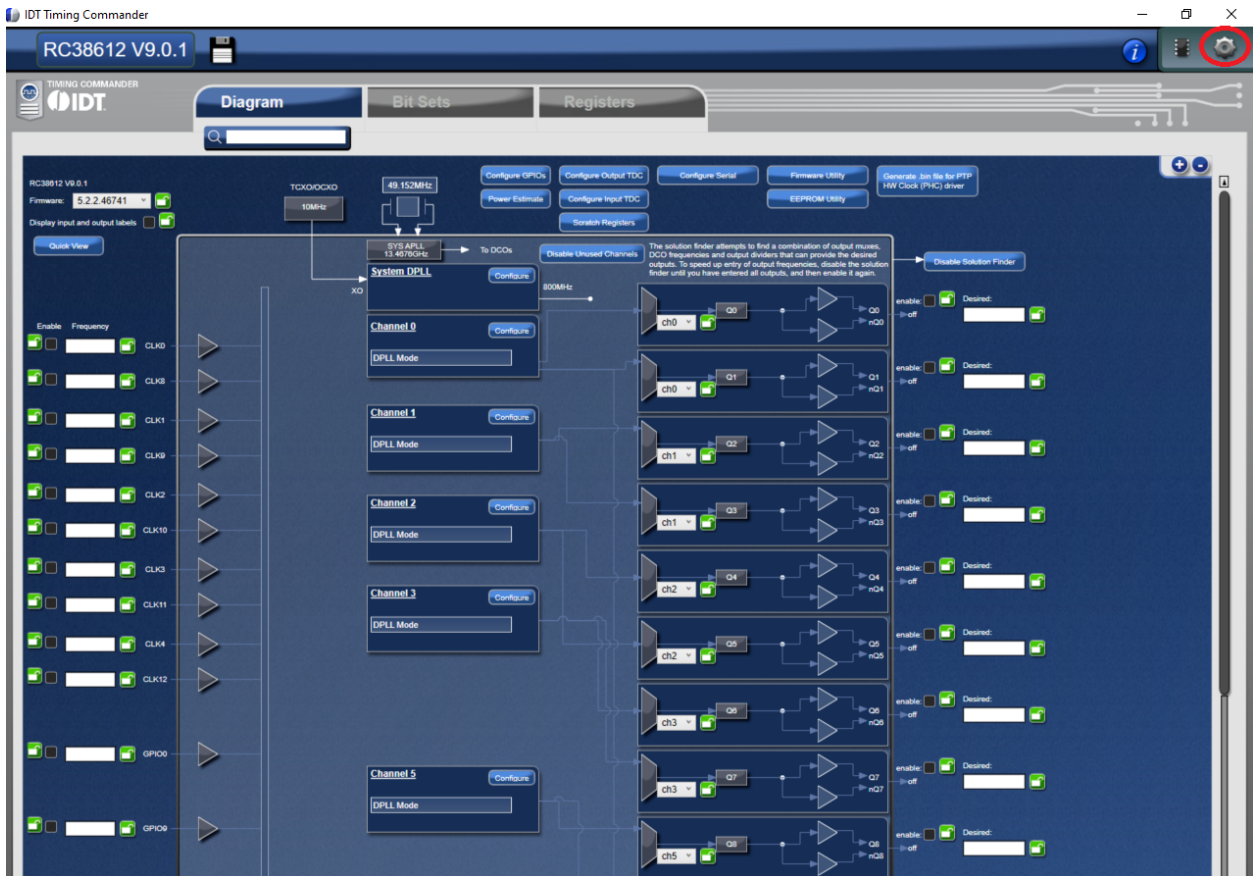 IDT Timing Commander
RC38612 V9.0.1
i
TIMING COMMANDER
IDT
Diagram
Bit Sets
Registers
RC38612 V9.0.1
Firmware: 5.2.2.46741
Display input and output labels
Quick View
TCXO/OCXO
10MHz
49.152MHz
Configure GPIOs
Configure Output TDC
Configure Serial
Firmware Utility
Generate .bin file for PTP
HW Clock (PHC) driver
Power Estimate
Configure Input TDC
EEPROM Utility
Scratch Registers
SYS APLL
13.4676GHz
To DCOs
Disable Unused Channels
The solution finder attempts to find a combination of output muxes,
DCO frequencies and output dividers that can provide the desired
outputs. To speed up entry of output frequencies, disable the solution
finder until you have entered all outputs, and then enable it again.
Disable Solution Finder
XO
System DPLL
Configure
800MHz
Enable Frequency
CLK0
CLK8
CLK1
CLK9
CLK2
CLK10
CLK3
CLK11
CLK4
CLK12
GPIO0
GPIO9
Channel 0
Configure
DPLL Mode
Channel 1
Configure
DPLL Mode
Channel 2
Configure
DPLL Mode
Channel 3
Configure
DPLL Mode
Channel 5
Configure
DPLL Mode
ch0 Q0 Q0 nQ0
enable: off Desired:
ch0 Q1 Q1 nQ1
enable: off Desired:
ch1 Q2 Q2 nQ2
enable: off Desired:
ch1 Q3 Q3 nQ3
enable: off Desired:
ch2 Q4 Q4 nQ4
enable: off Desired:
ch2 Q5 Q5 nQ5
enable: off Desired:
ch3 Q6 Q6 nQ6
enable: off Desired:
ch3 Q7 Q7 nQ7
enable: off Desired:
ch5 Q8 Q8 nQ8
enable: off Desired: